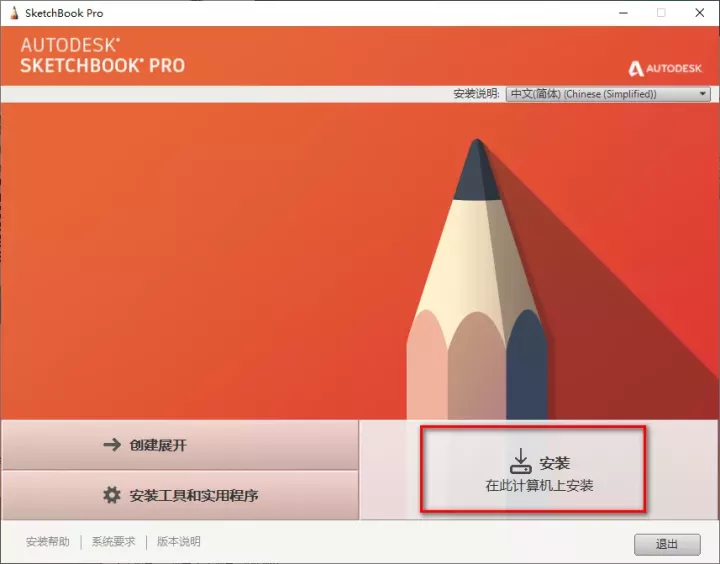 SketchBook Pro
AUTODESK®
SKETCHBOOK® PRO
AUTODESK
安装说明: 中文(简体) (Chinese (Simplified))
创建展开
安装
在此计算机上安装
安装工具和实用程序
安装帮助 | 系统要求 | 版本说明
退出